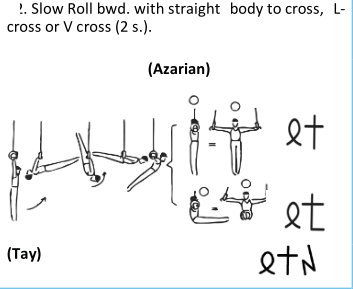 !. Slow Roll bwd. with straight body to cross, L-
cross or V cross (2 s.).
(Azarian)
(Tay)